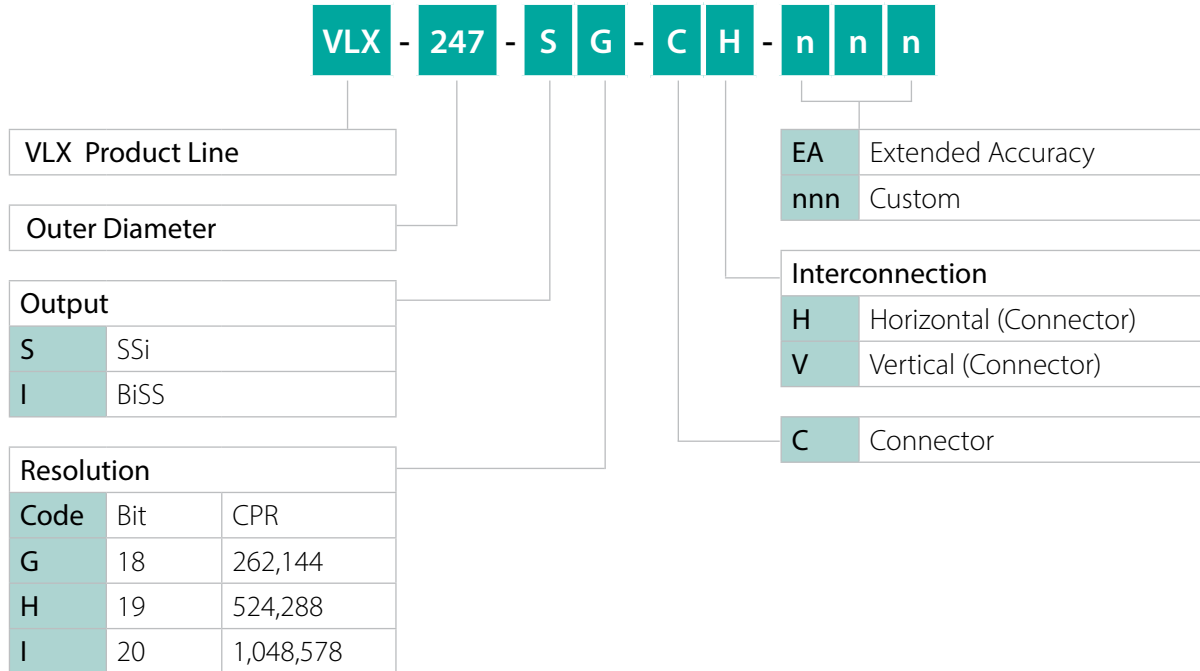 VLX - 247 - S G - C H - n n n
VLX Product Line
Outer Diameter
Output
S SSi
I BiSS
Resolution
Code Bit CPR
G 18 262,144
H 19 524,288
I 20 1,048,578
EA Extended Accuracy
nnn Custom
Interconnection
H Horizontal (Connector)
V Vertical (Connector)
C Connector